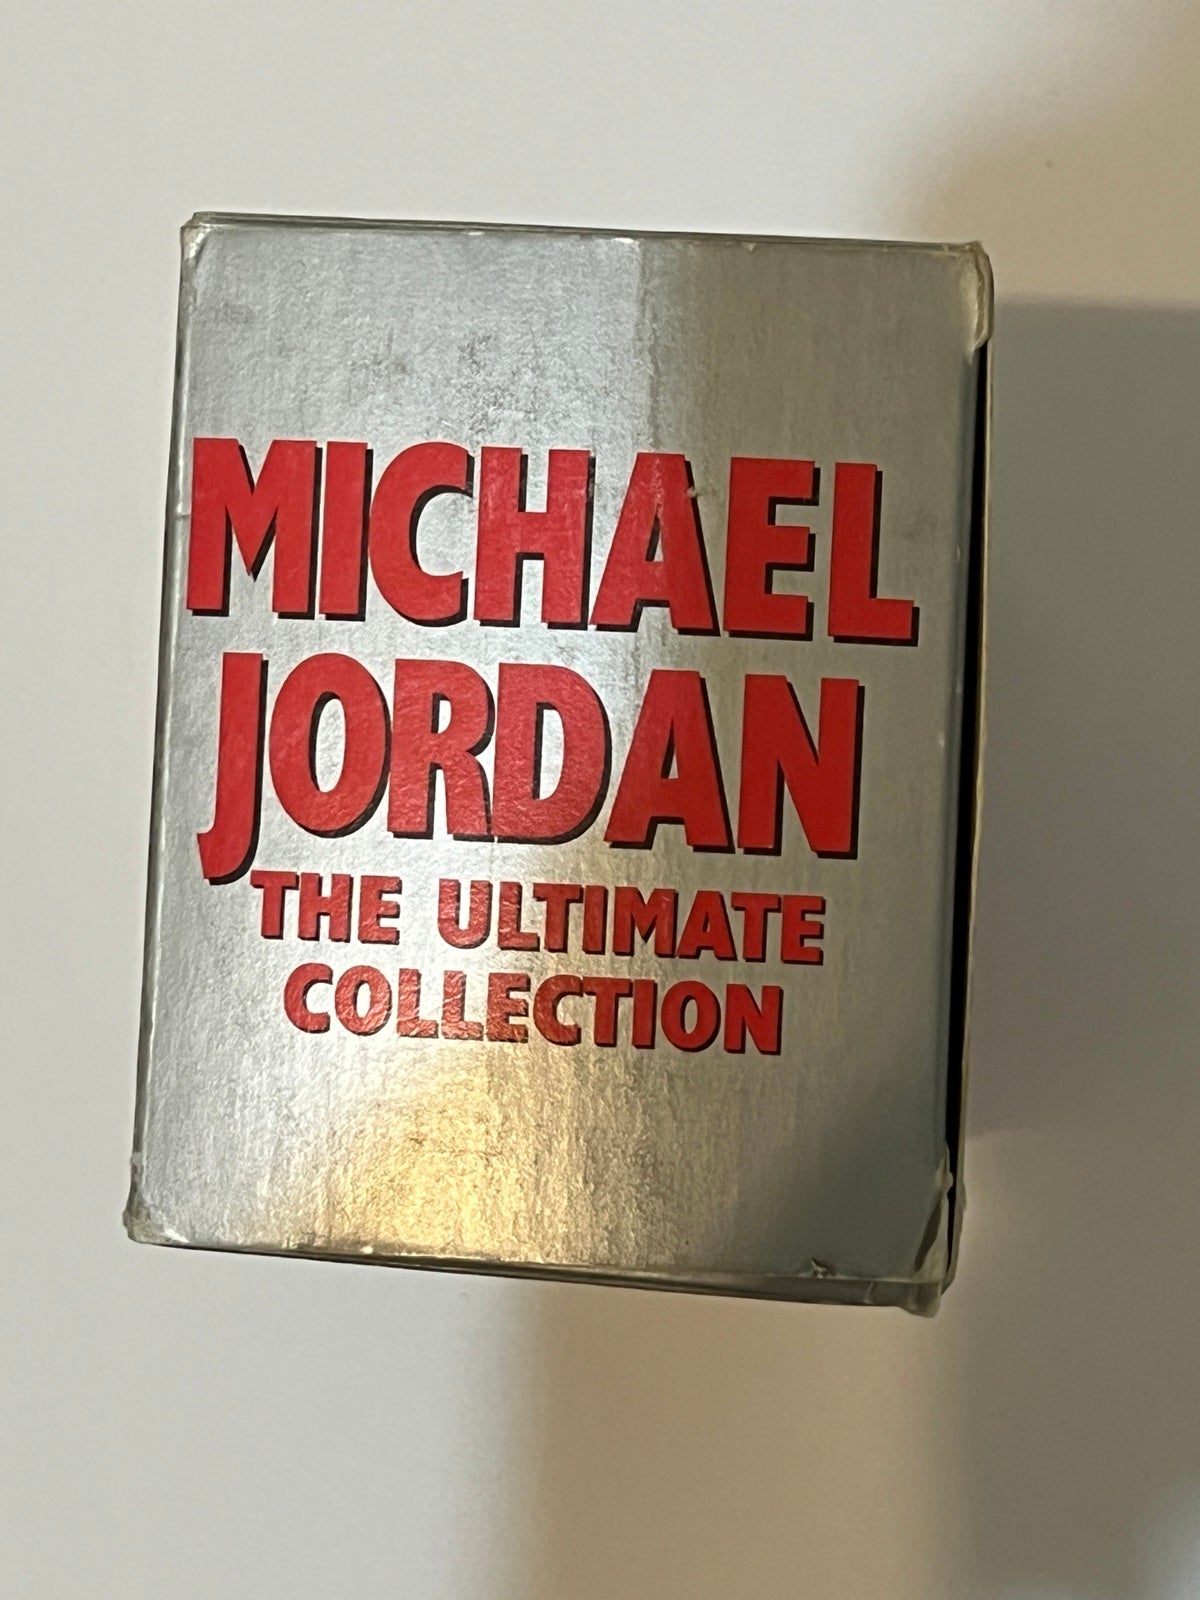 MICHAEL
JORDAN
THE ULTIMATE
COLLECTION